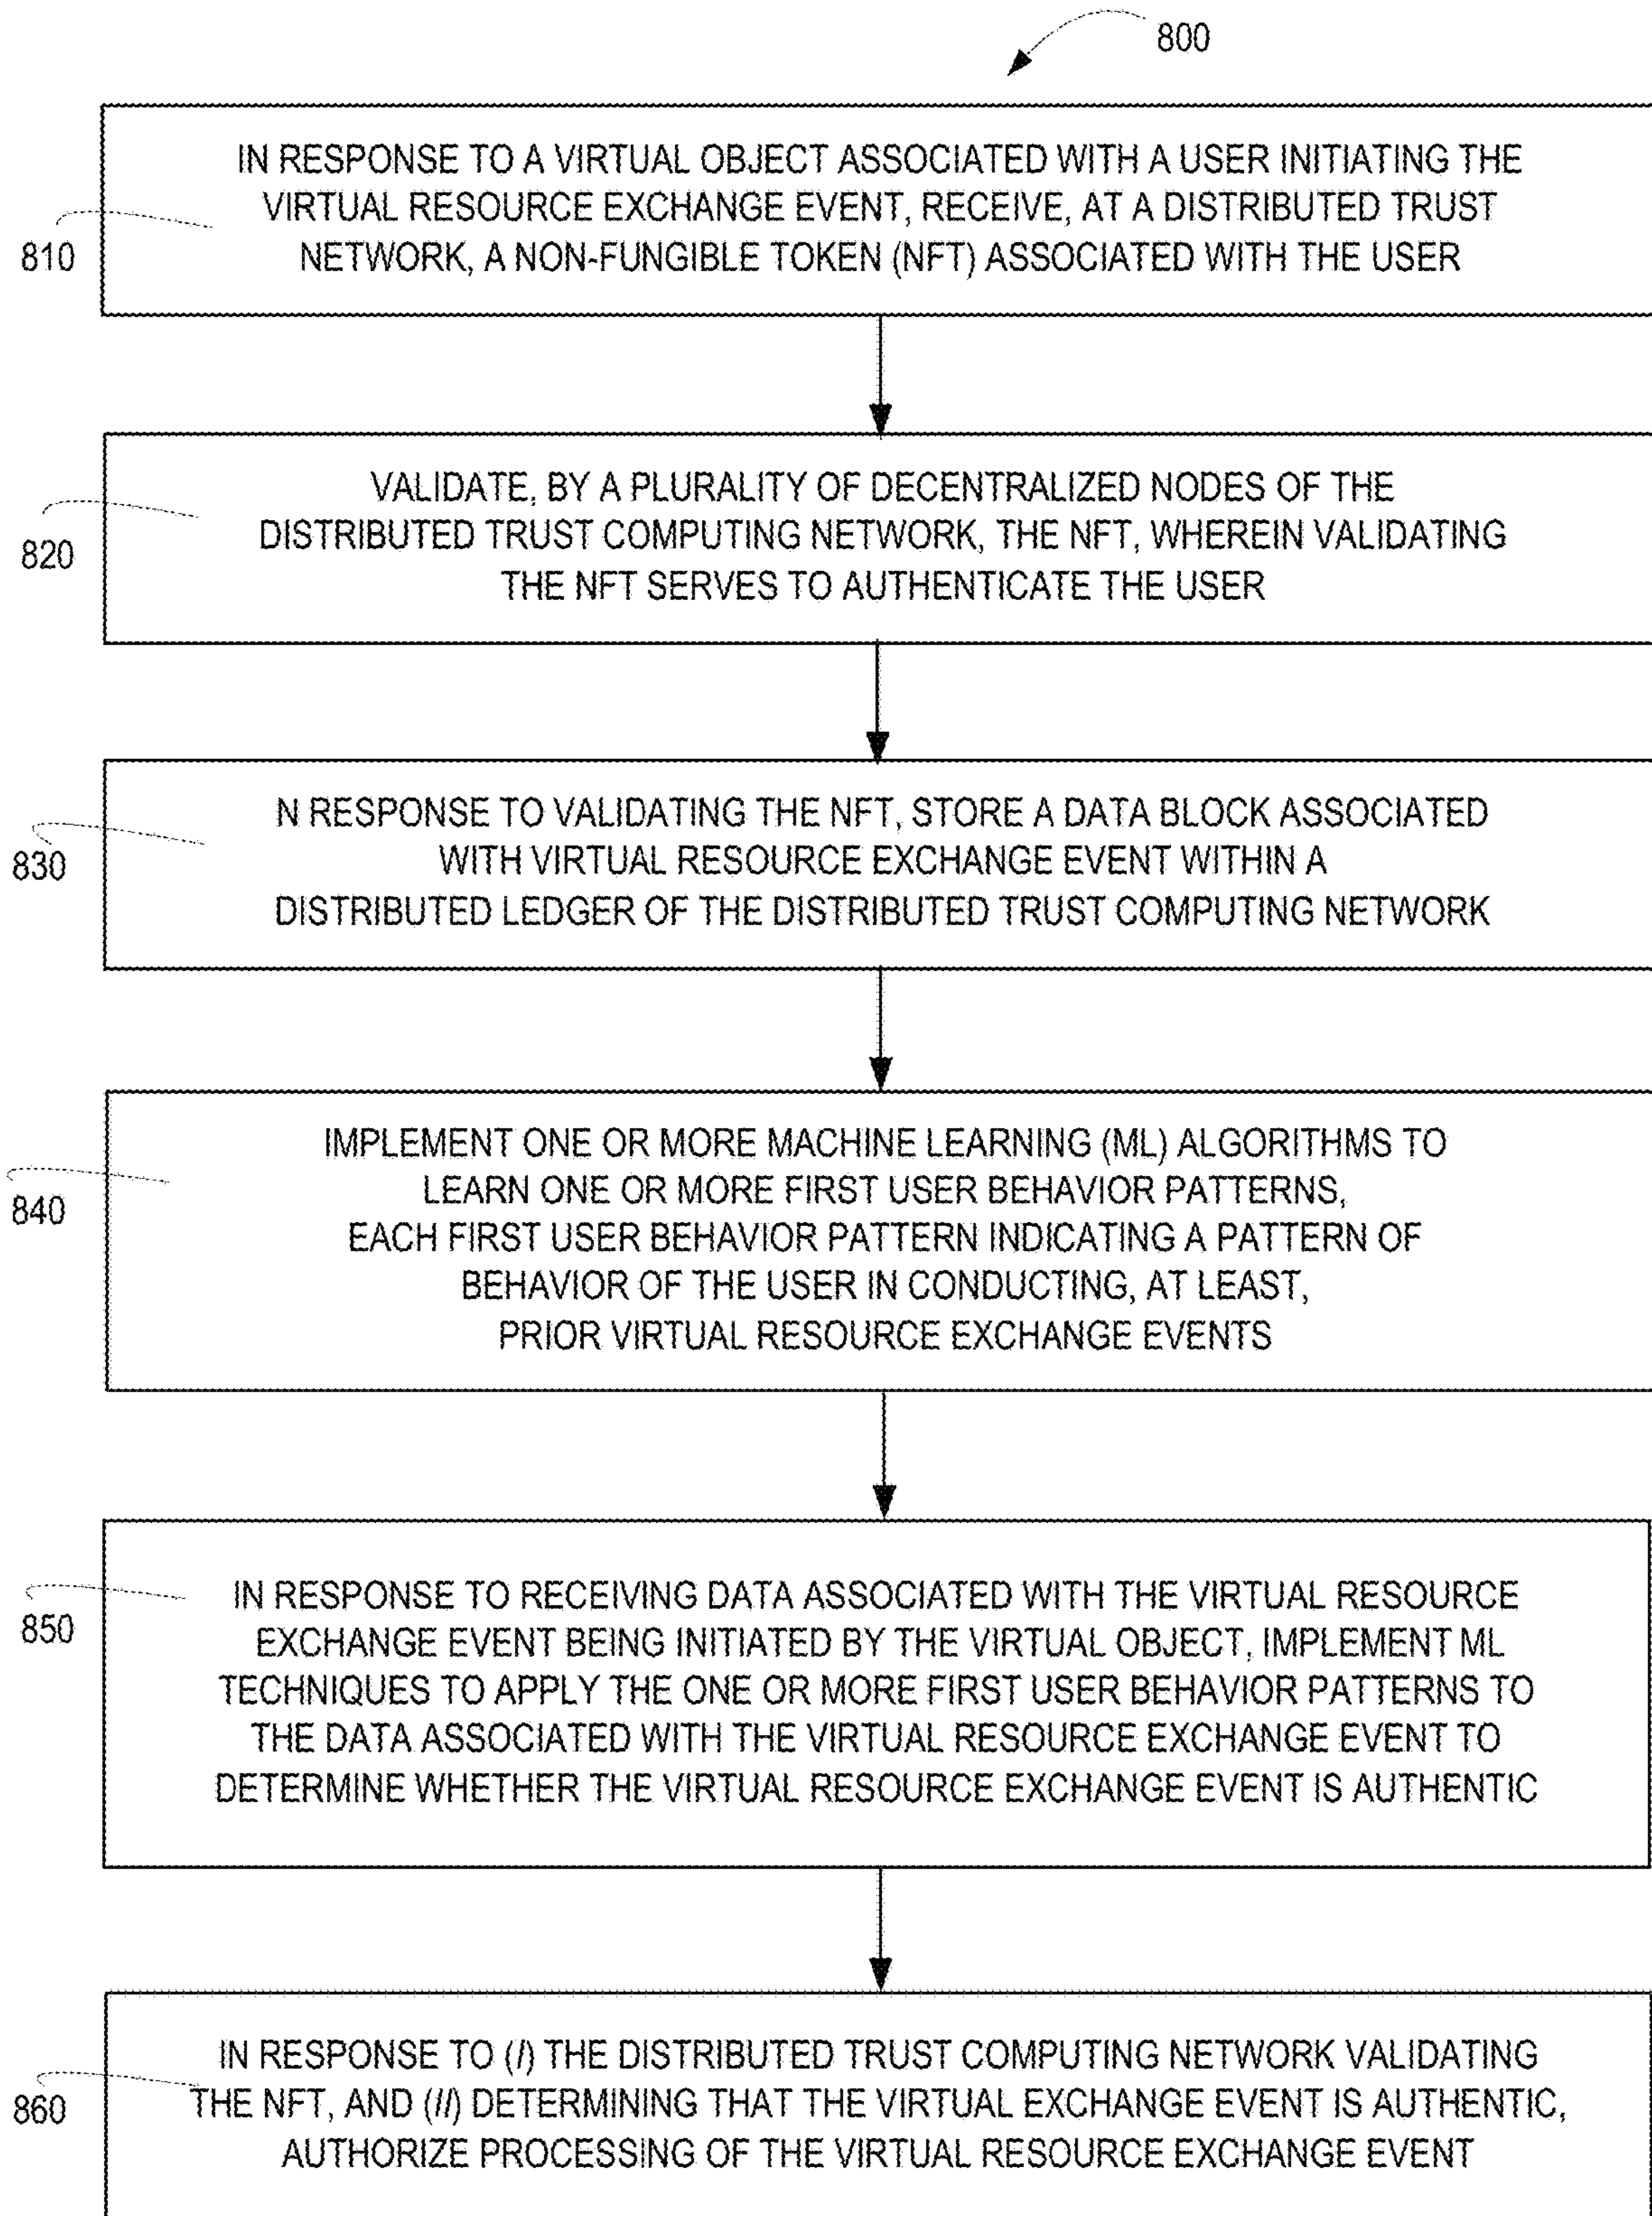 800
IN RESPONSE TO A VIRTUAL OBJECT ASSOCIATED WITH A USER INITIATING THE
VIRTUAL RESOURCE EXCHANGE EVENT, RECEIVE, AT A DISTRIBUTED TRUST
NETWORK, A NON-FUNGIBLE TOKEN (NFT) ASSOCIATED WITH THE USER
810
VALIDATE, BY A PLURALITY OF DECENTRALIZED NODES OF THE
DISTRIBUTED TRUST COMPUTING NETWORK, THE NFT, WHEREIN VALIDATING
THE NFT SERVES TO AUTHENTICATE THE USER
820
N RESPONSE TO VALIDATING THE NFT, STORE A DATA BLOCK ASSOCIATED
WITH VIRTUAL RESOURCE EXCHANGE EVENT WITHIN A
DISTRIBUTED LEDGER OF THE DISTRIBUTED TRUST COMPUTING NETWORK
830
IMPLEMENT ONE OR MORE MACHINE LEARNING (ML) ALGORITHMS TO
LEARN ONE OR MORE FIRST USER BEHAVIOR PATTERNS,
EACH FIRST USER BEHAVIOR PATTERN INDICATING A PATTERN OF
BEHAVIOR OF THE USER IN CONDUCTING, AT LEAST,
PRIOR VIRTUAL RESOURCE EXCHANGE EVENTS
840
IN RESPONSE TO RECEIVING DATA ASSOCIATED WITH THE VIRTUAL RESOURCE
EXCHANGE EVENT BEING INITIATED BY THE VIRTUAL OBJECT, IMPLEMENT ML
TECHNIQUES TO APPLY THE ONE OR MORE FIRST USER BEHAVIOR PATTERNS TO
THE DATA ASSOCIATED WITH THE VIRTUAL RESOURCE EXCHANGE EVENT TO
DETERMINE WHETHER THE VIRTUAL RESOURCE EXCHANGE EVENT IS AUTHENTIC
850
IN RESPONSE TO (I) THE DISTRIBUTED TRUST COMPUTING NETWORK VALIDATING
THE NFT, AND (II) DETERMINING THAT THE VIRTUAL EXCHANGE EVENT IS AUTHENTIC,
AUTHORIZE PROCESSING OF THE VIRTUAL RESOURCE EXCHANGE EVENT
860